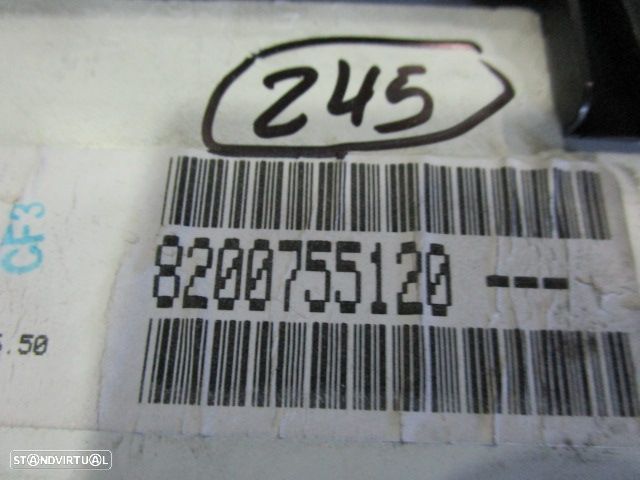 245
CF3
8200755120 ---
.50
STANDVIRTUAL